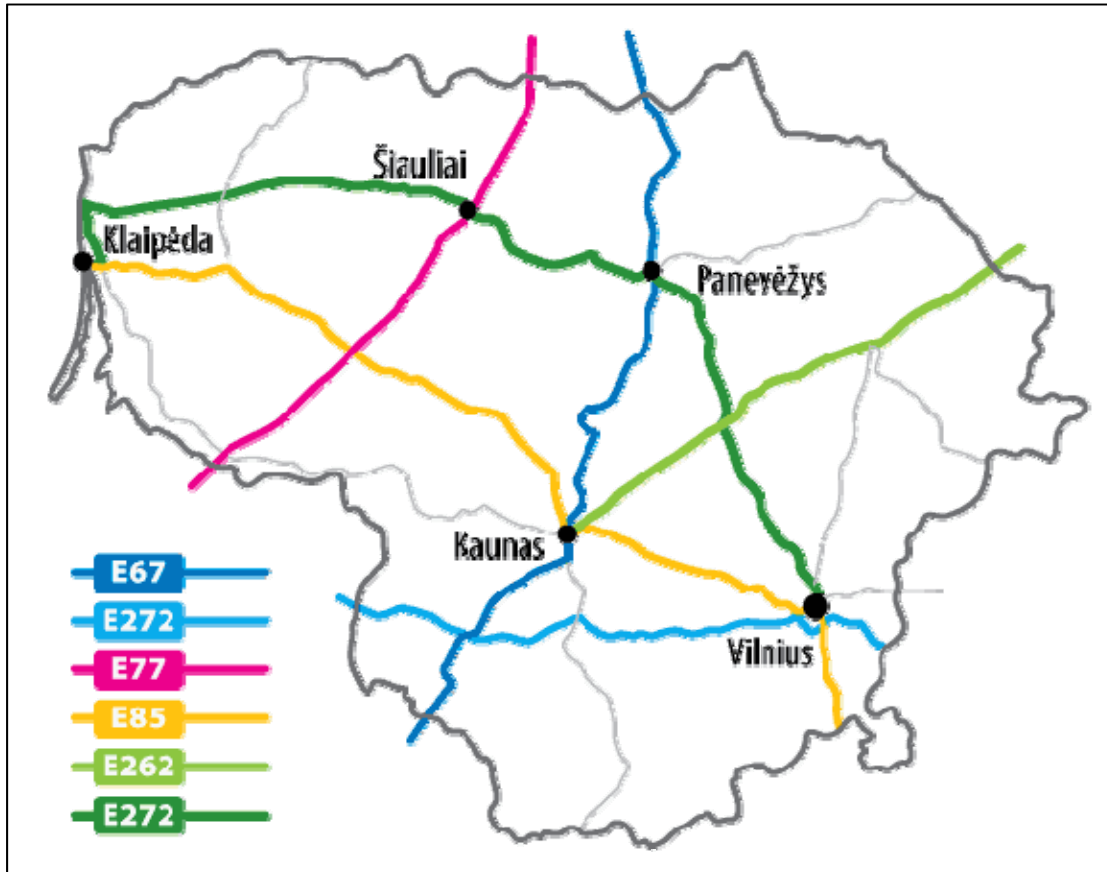 Šiauliai
Klaipėda
Panevėžys
Kaunas
Vilnius
E67
E272
E77
E85
E262
E272